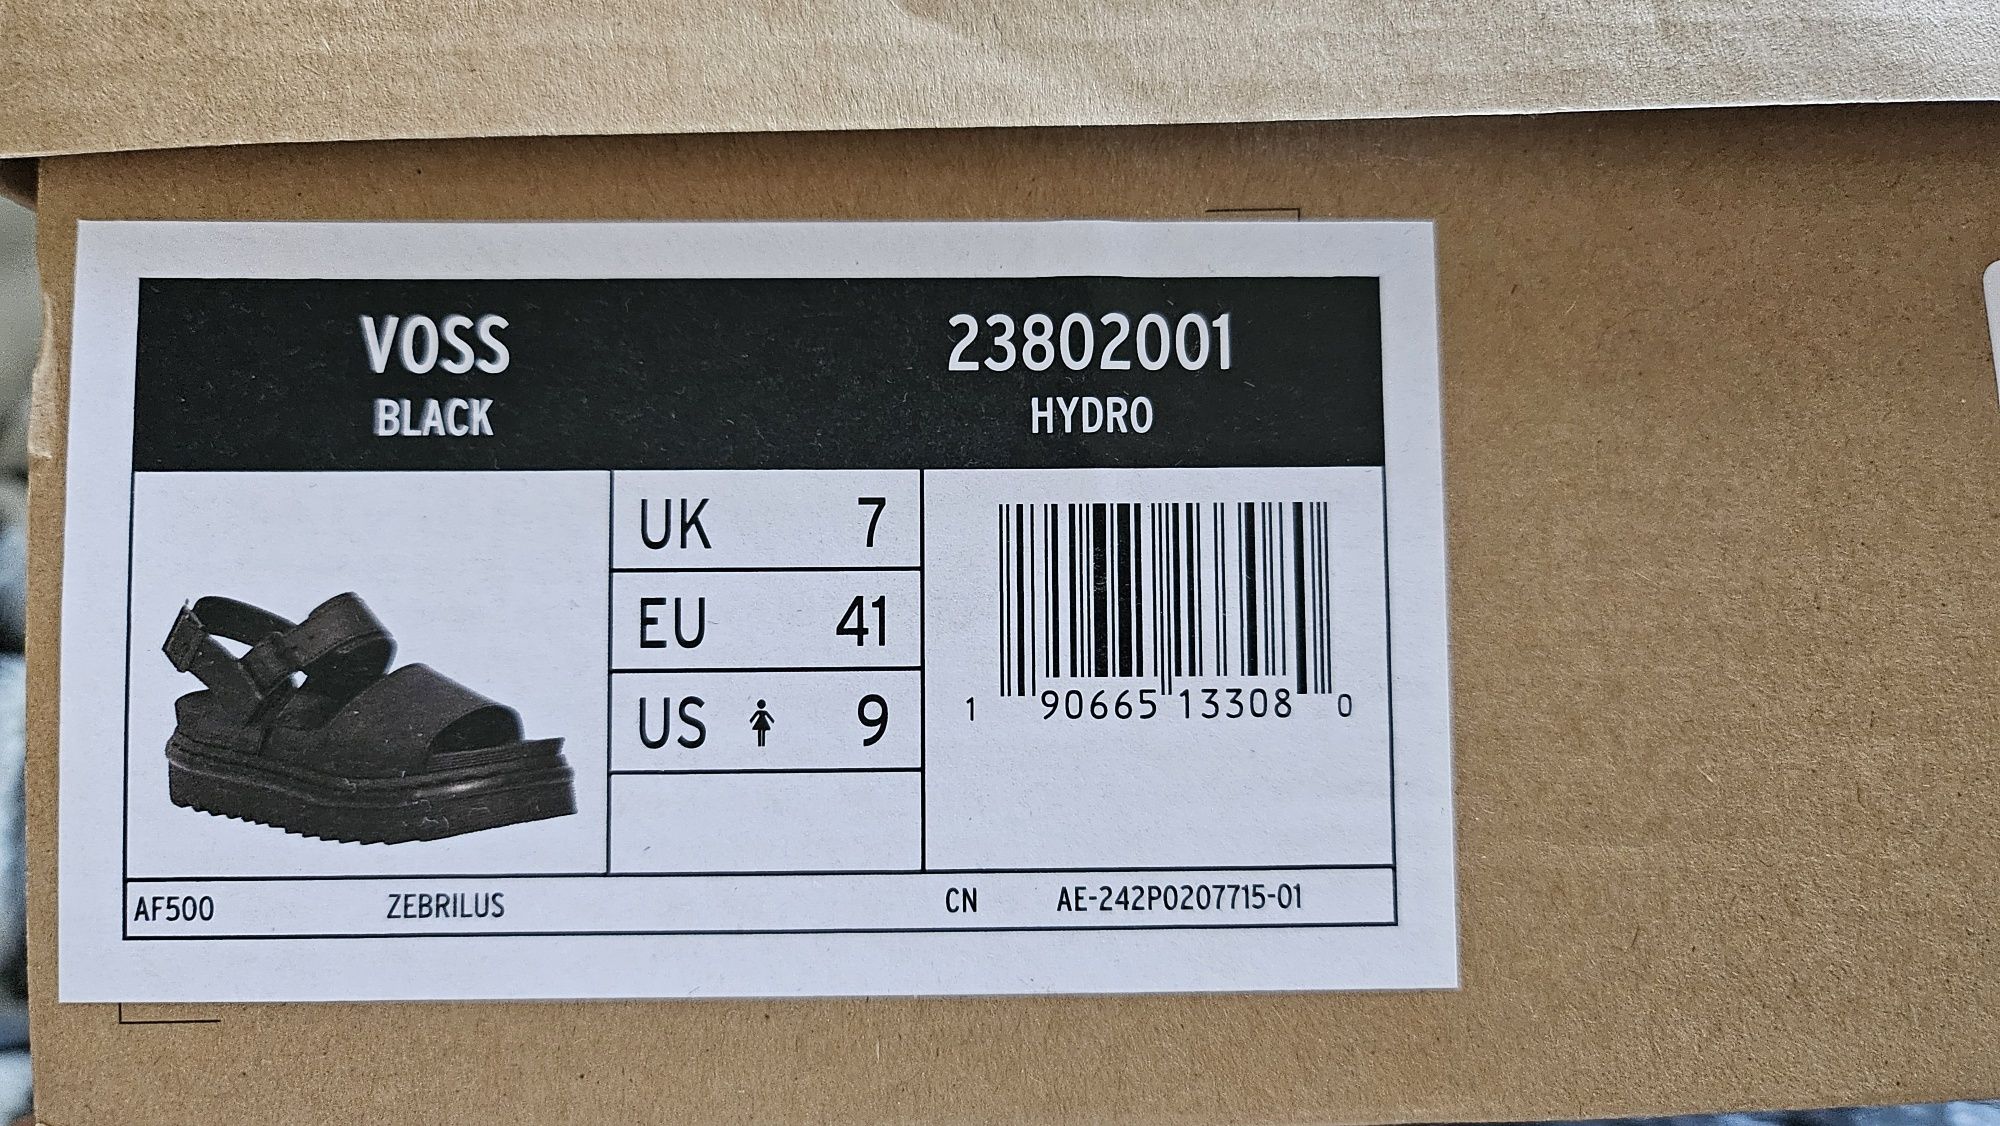 VOSS
BLACK
23802001
HYDRO
UK 7
EU 41
US 9
1 90665 13308 0
AF500 ZEBRILUS CN AE-242P0207715-01